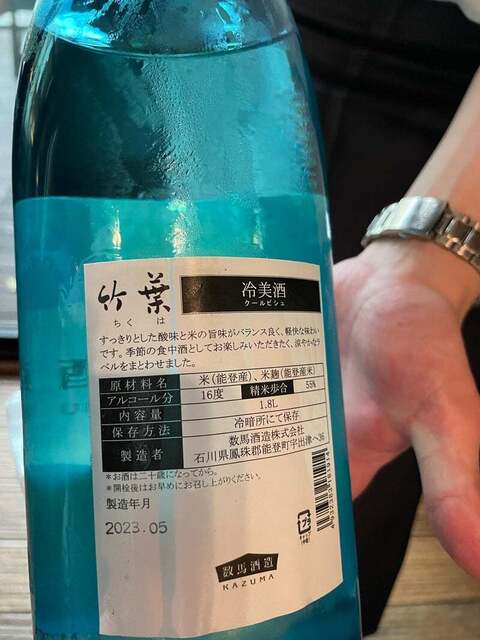 竹葉
ちくは
冷美酒
クールビシュ
すっきりとした酸味と米の旨味がバランス良く、軽快な味わい
です。季節の食中酒としてお楽しみいただきたく、涼やかなラ
ベルをまとわせました。
原材料名 米(能登産)、米麹(能登産米)
アルコール分 16度 精米歩合 55%
内容量 1.8L
保存方法 冷暗所にて保存
製造者 数馬酒造株式会社
石川県鳳珠郡能登町宇出津ヘ36
*お酒は二十歳になってから。
*開栓後はお早めにお召し上がりください。
製造年月
2023.05
数馬酒造
KAZUMA